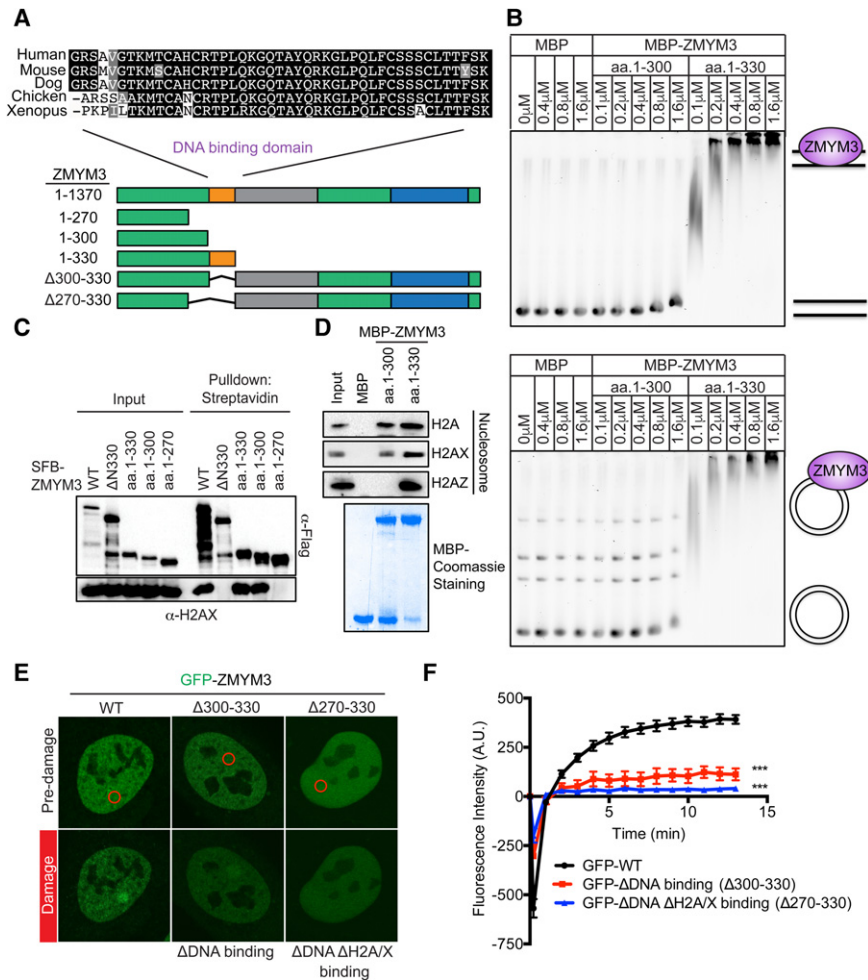 A
Human GRSAVGTKMTCAHCRTPLQKGQTAYQRKGLPQLFCSSSCLTTFSK
Mouse GRSMVGTKMSCAHCRTPLQKGQTAYQRKGLPQLFCSSSCLTTYSK
Dog GRSAVGTKMTCAHCRTPLQKGQTAYQRKGLPQLFCSSSCLTTFSK
Chicken -ARSSAAKMTCANCRTPLQKGQTAYQRKGLPQLFCSSSCLTTFSK
Xenopus -PKPILTKMTCANCRTPLRKGQTAYQRKGLPQLFCSSACLTTFSK
DNA binding domain
ZMYM3
1-1370
1-270
1-300
1-330
Δ300-330
Δ270-330
B
MBP MBP-ZMYM3
aa.1-300 aa.1-330
0μM 0.4μM 0.8μM 1.6μM 0.1μM 0.2μM 0.4μM 0.8μM 1.6μM 0.1μM 0.2μM 0.4μM 0.8μM 1.6μM
ZMYM3
MBP MBP-ZMYM3
aa.1-300 aa.1-330
0μM 0.4μM 0.8μM 1.6μM 0.1μM 0.2μM 0.4μM 0.8μM 1.6μM 0.1μM 0.2μM 0.4μM 0.8μM 1.6μM
ZMYM3
C
Input Pulldown:
Streptavidin
SFB-
ZMYM3
WT ΔN330 aa.1-330 aa.1-300 aa.1-270 WT ΔN330 aa.1-330 aa.1-300 aa.1-270
α-Flag
α-H2AX
D
MBP-ZMYM3
Input MBP aa.1-300 aa.1-330
H2A
H2AX
H2AZ
Nucleosome
MBP-
Coomassie
Staining
E
GFP-ZMYM3
WT Δ300-330 Δ270-330
Pre-damage
Damage
ΔDNA binding ΔDNA ΔH2A/X
binding
F
Fluorescence Intensity (A.U.)
500
250
0
-250
-500
-750
5 10 15
Time (min)
***
***
GFP-WT
GFP-ΔDNA binding (Δ300-330)
GFP-ΔDNA ΔH2A/X binding (Δ270-330)